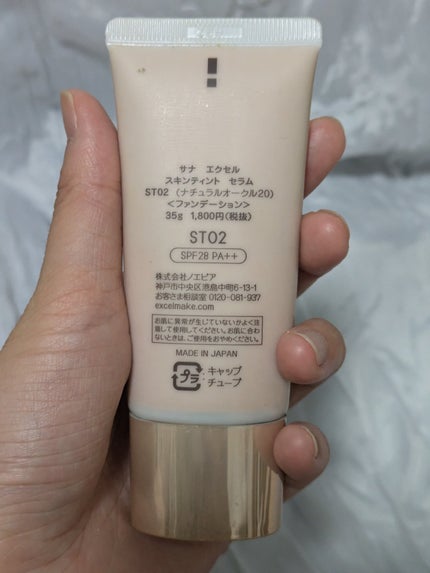 サナ エクセル
スキンティント セラム
ST02 (ナチュラルオークル20)
<ファンデーション>
35g 1,800円(税抜)
ST02
SPF28 PA++
株式会社ノエビア
神戸市中央区港島中町6-13-1
お客さま相談室 0120-081-937
excelmake.com
お肌に異常が生じていないかよく注
意して使用してください。お肌に合わ
ないときは、ご使用をおやめください。
MADE IN JAPAN
プラ
:キャップ
チューブ